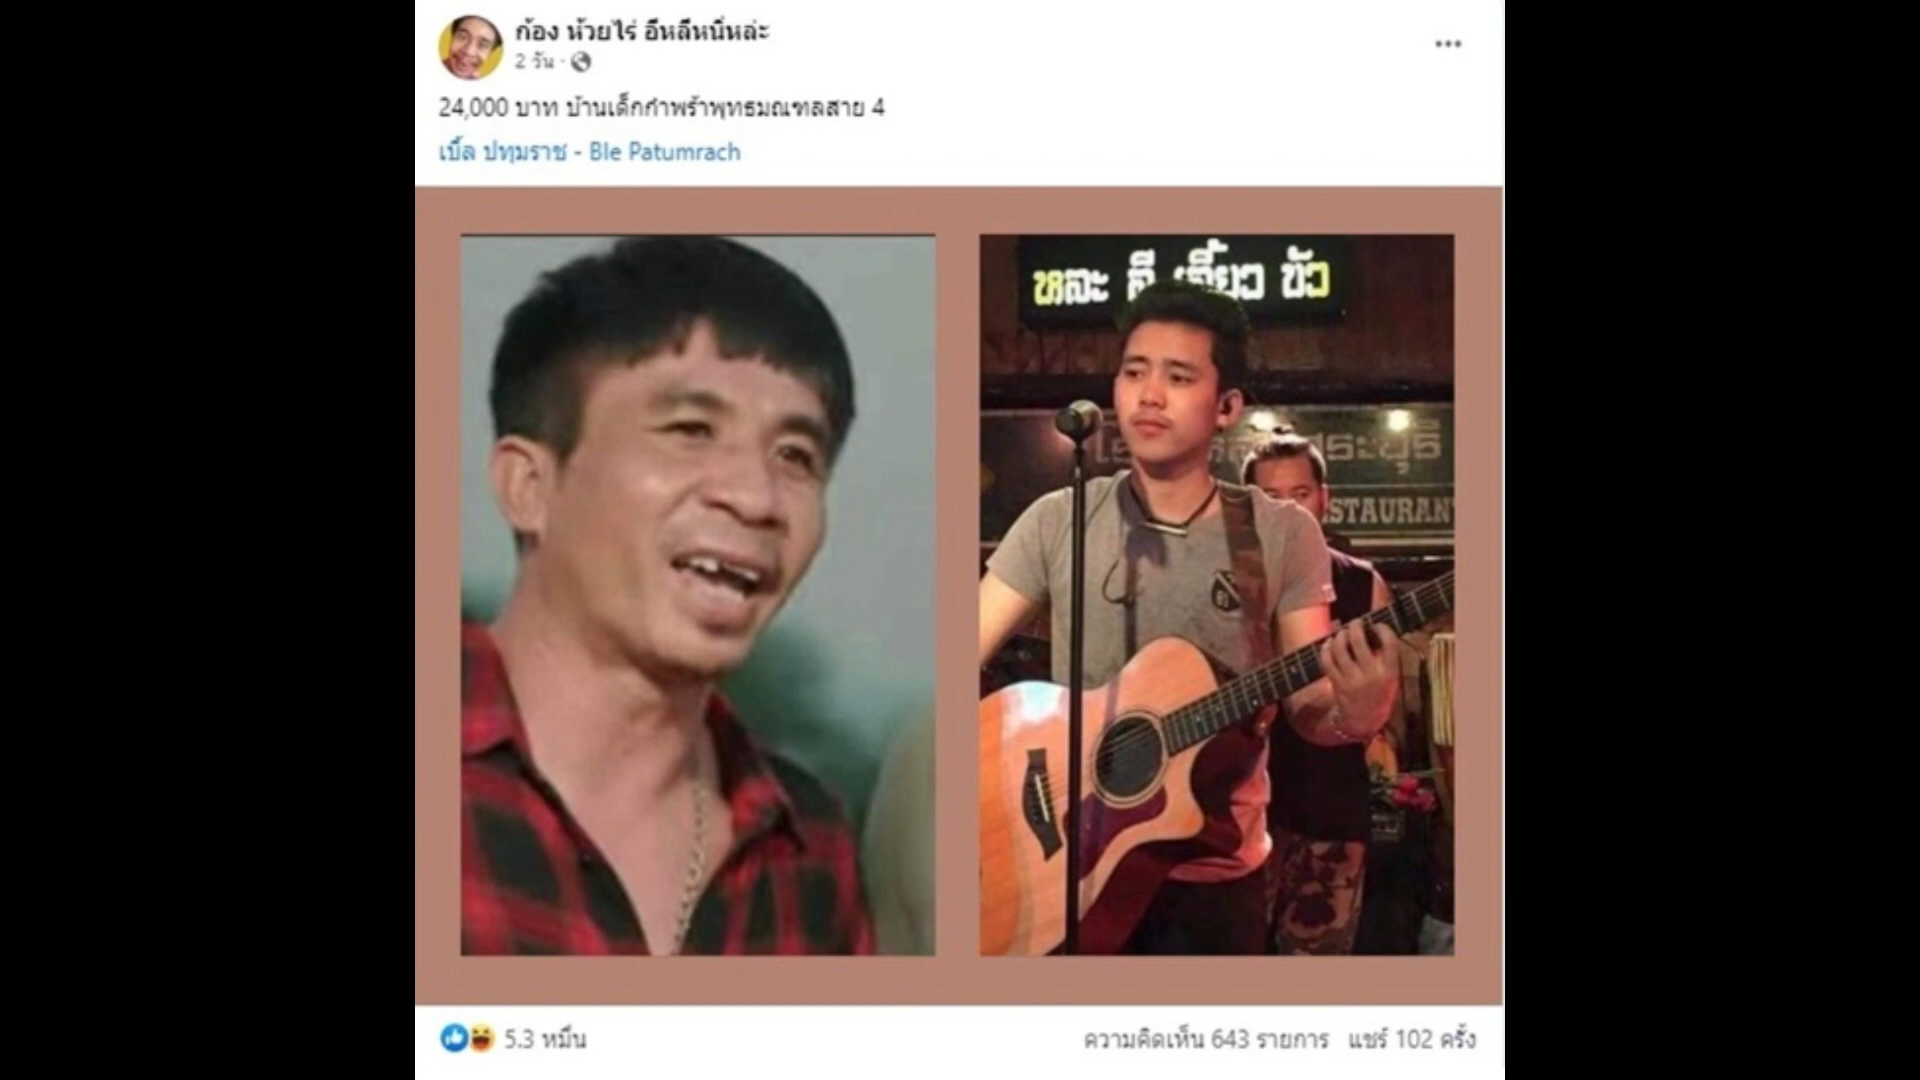 ก้อง ห้วยไร่ อีหลีหนี่หล่ะ
2 วัน ·
24,000 บาท บ้านเด็กกำพร้าพุทธมณฑลสาย 4
เบิ้ล ปทุมราช - Ble Patumrach
หละ ลี เตี้ยว ขัว
5.3 หมื่น
ความคิดเห็น 643 รายการ แชร์ 102 ครั้ง